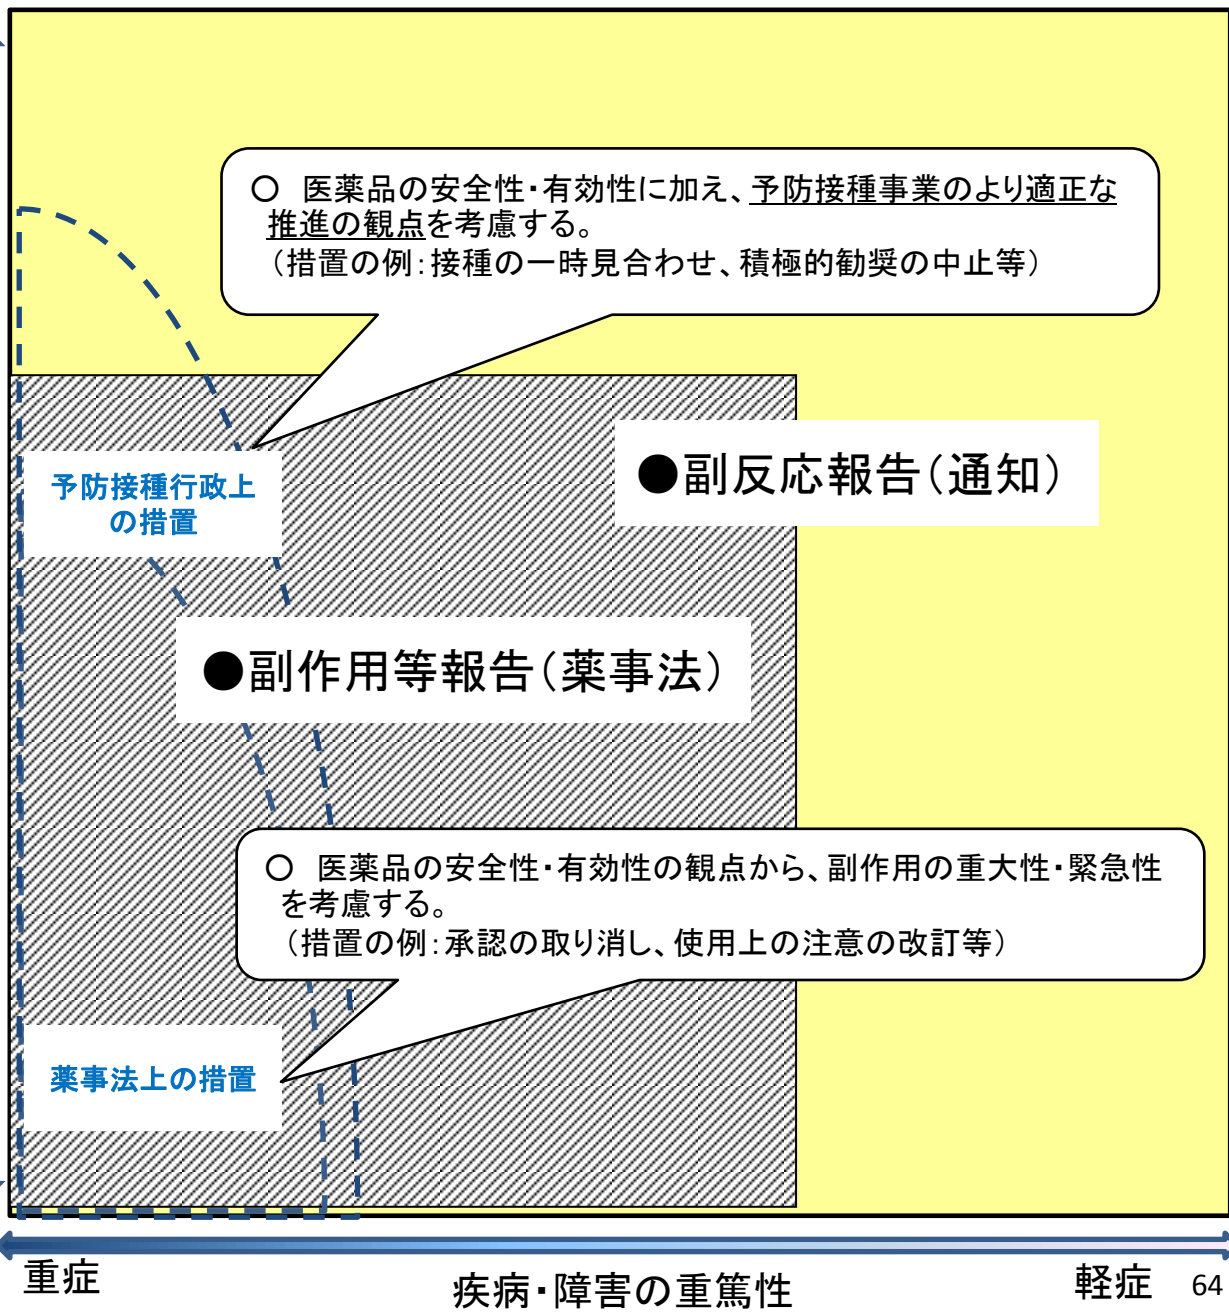 ○ 医薬品の安全性・有効性に加え、予防接種事業のより適正な
推進の観点を考慮する。
（措置の例：接種の一時見合わせ、積極的勧奨の中止等）
予防接種行政上
の措置
●副反応報告（通知）
●副作用等報告（薬事法）
○ 医薬品の安全性・有効性の観点から、副作用の重大性・緊急性
を考慮する。
（措置の例：承認の取り消し、使用上の注意の改訂等）
薬事法上の措置
重症
疾病・障害の重篤性
軽症
64